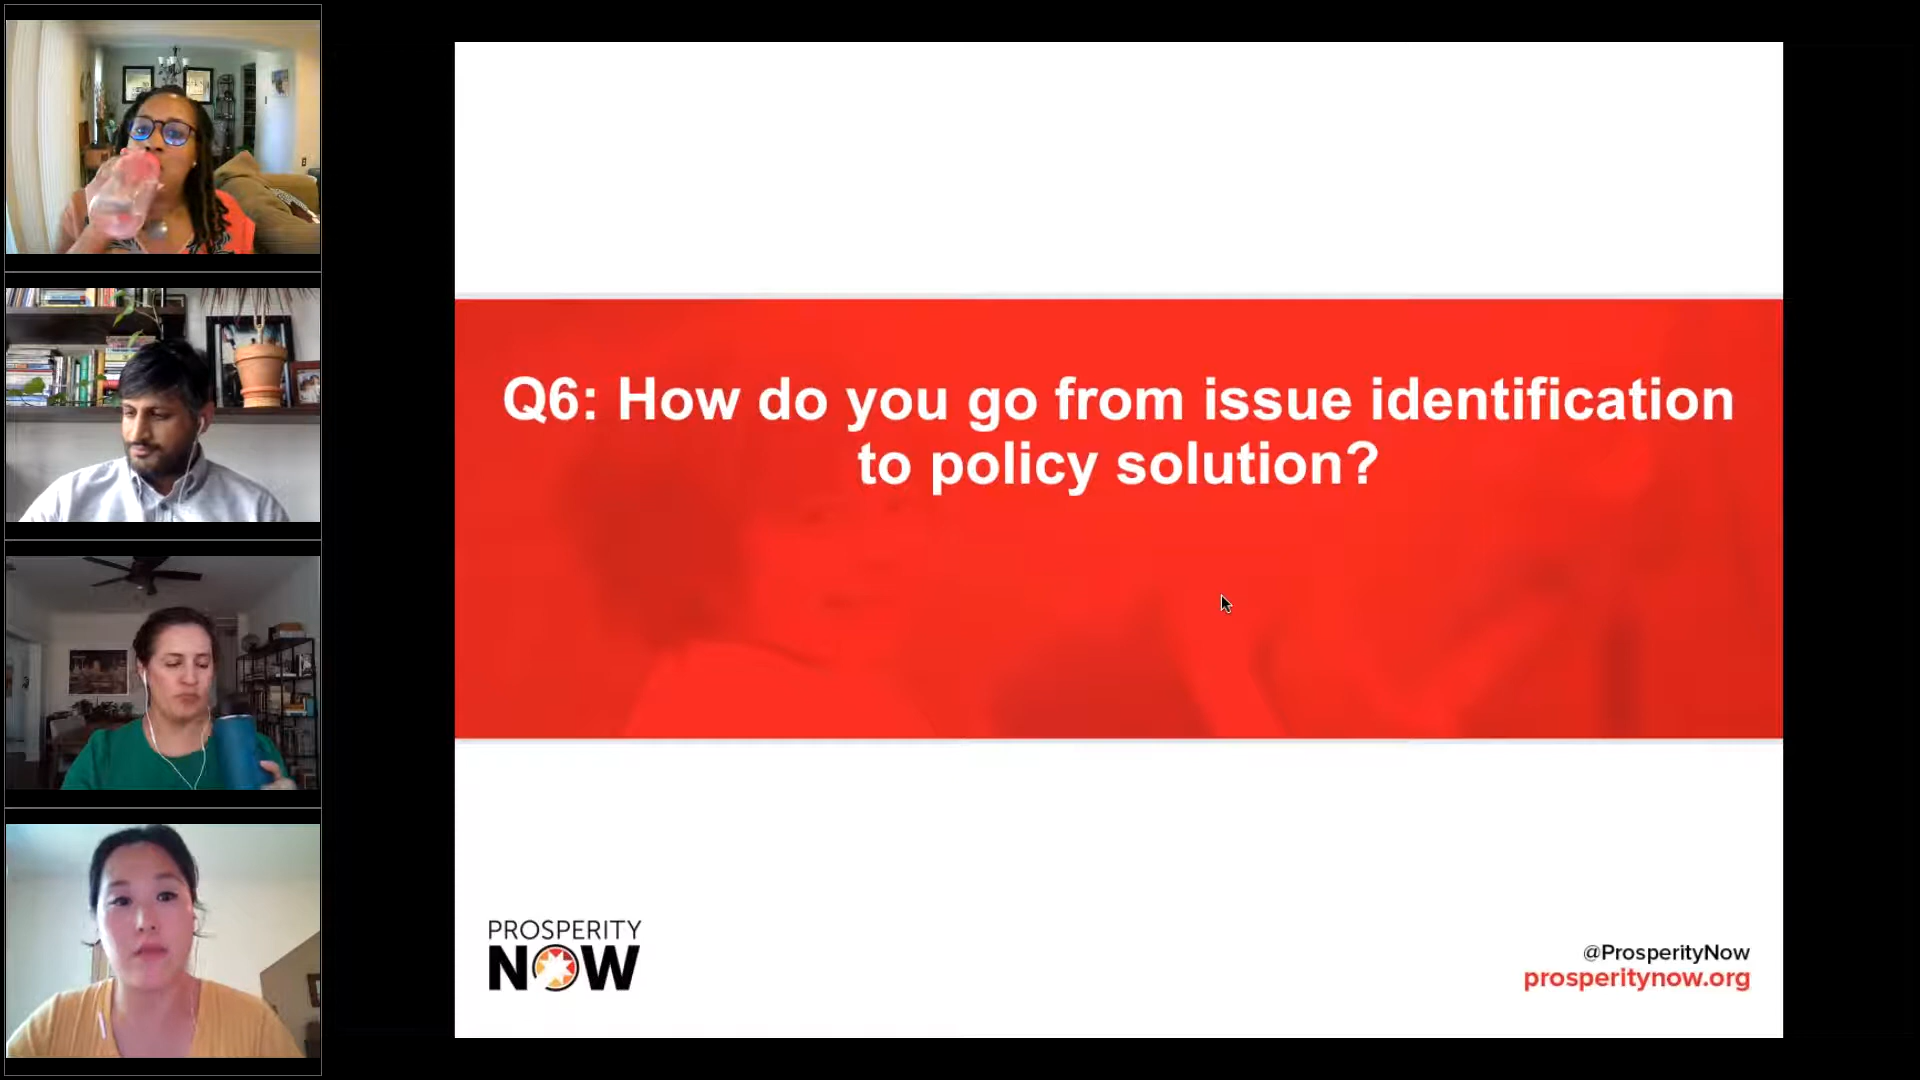 Q6: How do you go from issue identification
to policy solution?
PROSPERITY
NOW
@ProsperityNow
prosperitynow.org